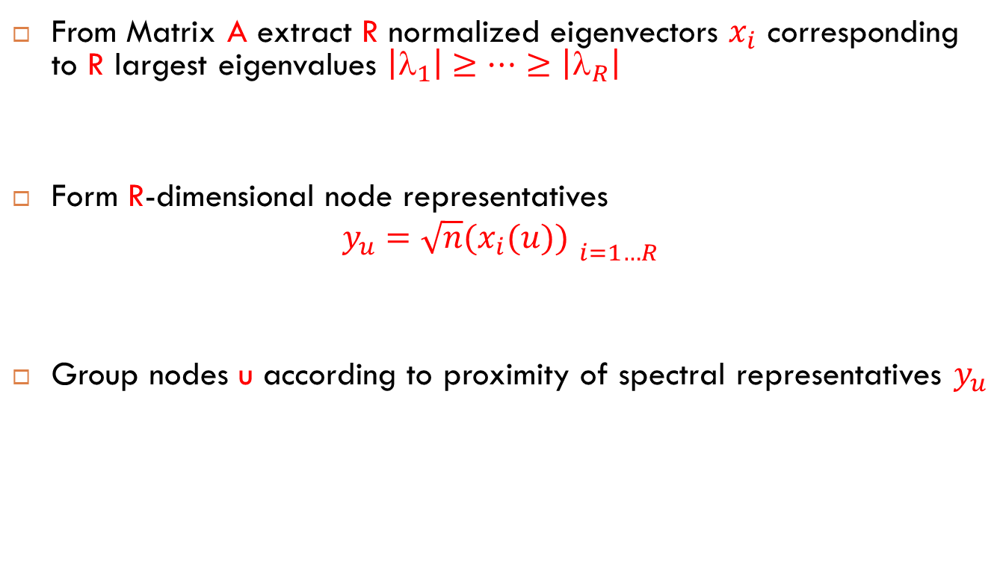 □ From Matrix A extract R normalized eigenvectors $x_i$ corresponding
to R largest eigenvalues $|\lambda_1| \geq \cdots \geq |\lambda_R|$
□ Form R-dimensional node representatives
$y_u = \sqrt{n}(x_i(u))_{i=1 \ldots R}$
□ Group nodes u according to proximity of spectral representatives $y_u$